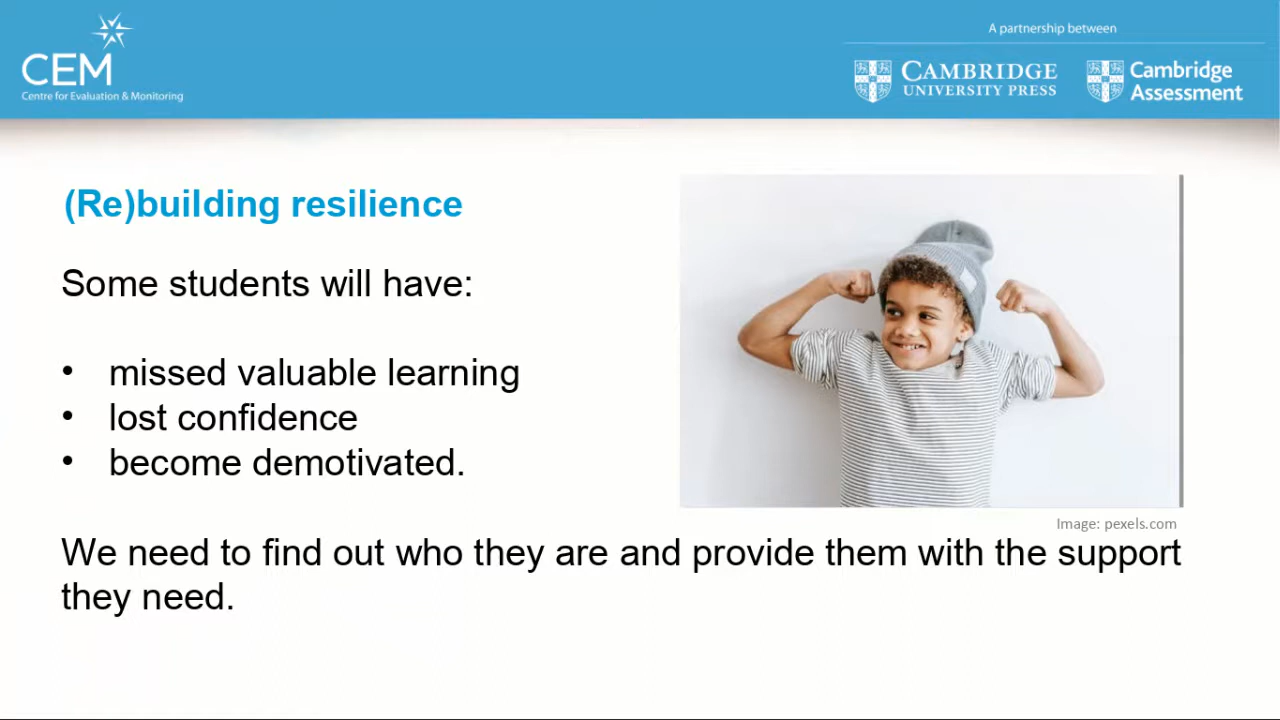 CEM
Centre for Evaluation & Monitoring
A partnership between
CAMBRIDGE
UNIVERSITY PRESS
Cambridge
Assessment
(Re)building resilience
Some students will have:
• missed valuable learning
• lost confidence
• become demotivated.
Image: pexels.com
We need to find out who they are and provide them with the support
they need.